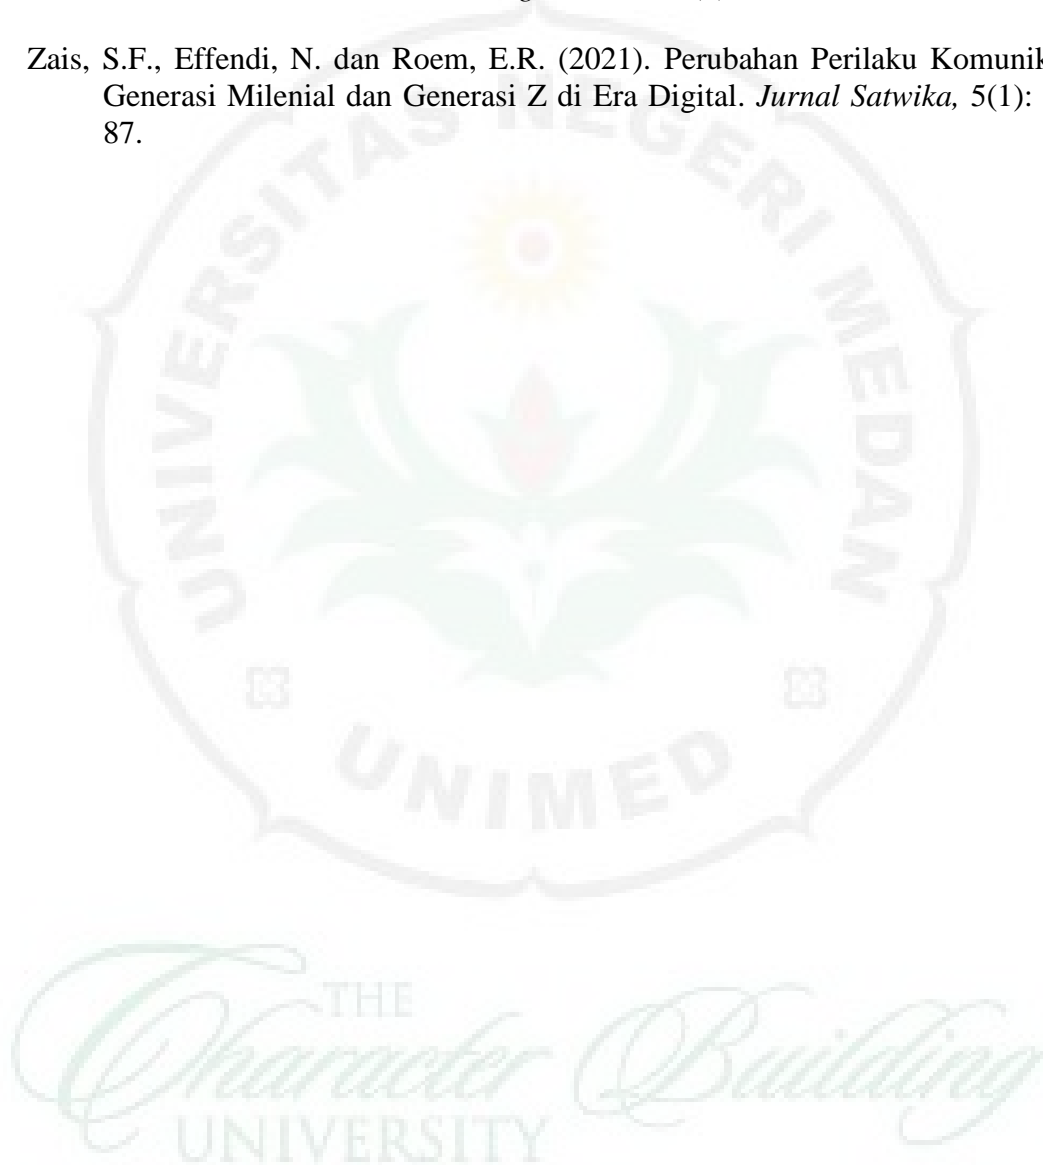 Zais, S.F., Effendi, N. dan Roem, E.R. (2021). Perubahan Perilaku Komunik
Generasi Milenial dan Generasi Z di Era Digital. Jurnal Satwika, 5(1):
87.
UNIVERSITAS NEGERI MEDAN
UNIMED
THE
Character Building
UNIVERSITY